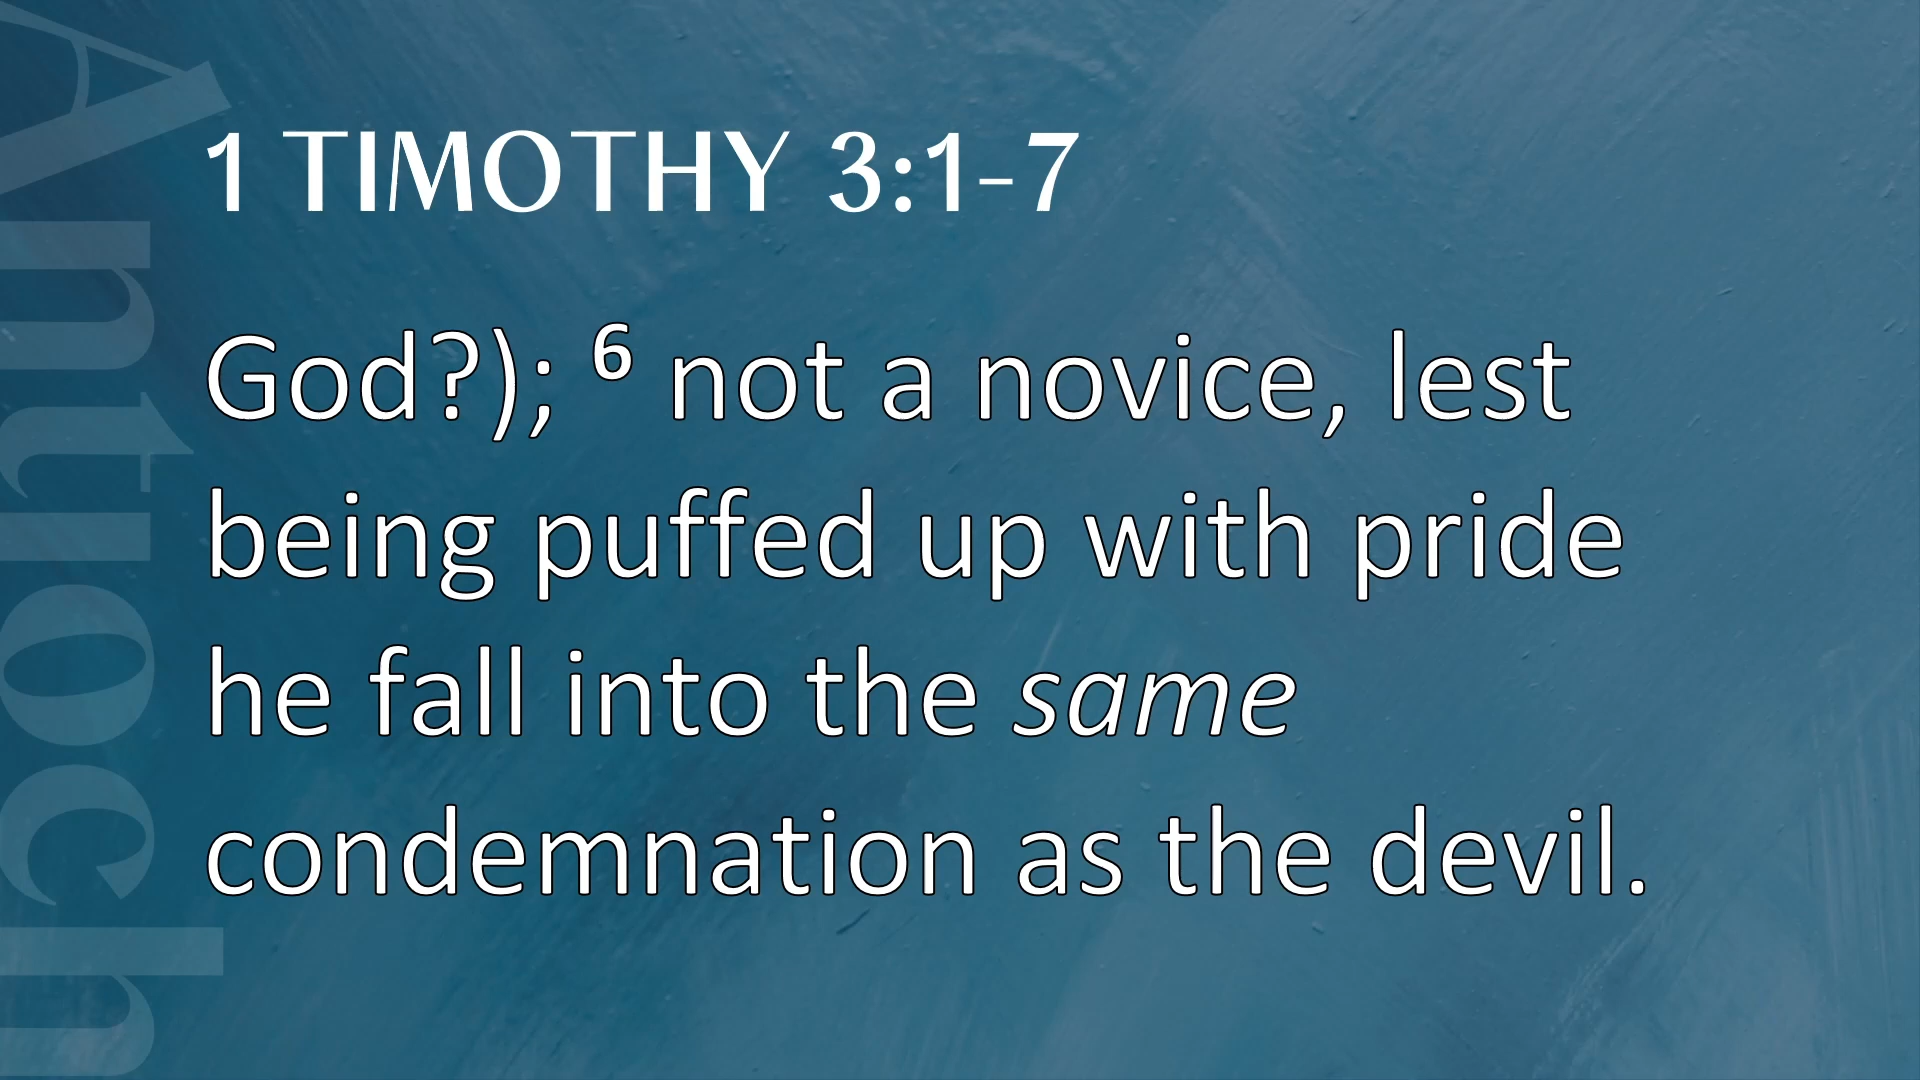 Antioch
1 TIMOTHY 3:1-7
God?); ⁶ not a novice, lest
being puffed up with pride
he fall into the same
condemnation as the devil.